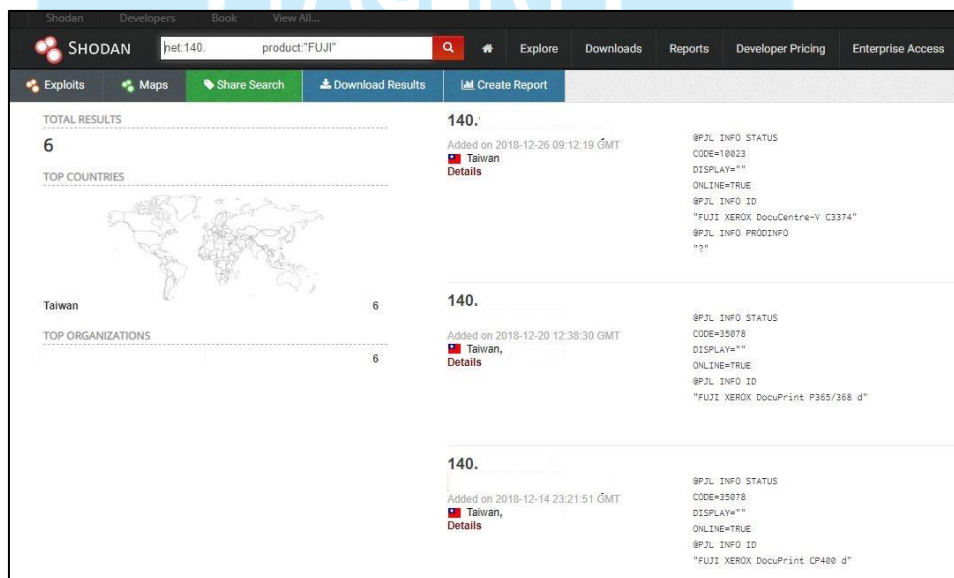 Shodan Developers Book View All...
SHODAN net:140. product:"FUJI" Explore Downloads Reports Developer Pricing Enterprise Access
Exploits Maps Share Search Download Results Create Report
TOTAL RESULTS
6
TOP COUNTRIES
Taiwan 6
TOP ORGANIZATIONS
6
140.
Added on 2018-12-26 09:12:19 GMT
Taiwan
Details
@PJL INFO STATUS
CODE=10023
DISPLAY=""
ONLINE=TRUE
@PJL INFO ID
"FUJI XEROX DocuCentre-V C3374"
@PJL INFO PRODINFO
"?"
140.
Added on 2018-12-20 12:38:30 GMT
Taiwan,
Details
@PJL INFO STATUS
CODE=35078
DISPLAY=""
ONLINE=TRUE
@PJL INFO ID
"FUJI XEROX DocuPrint P365/368 d"
140.
Added on 2018-12-14 23:21:51 GMT
Taiwan,
Details
@PJL INFO STATUS
CODE=35078
DISPLAY=""
ONLINE=TRUE
@PJL INFO ID
"FUJI XEROX DocuPrint CP400 d"